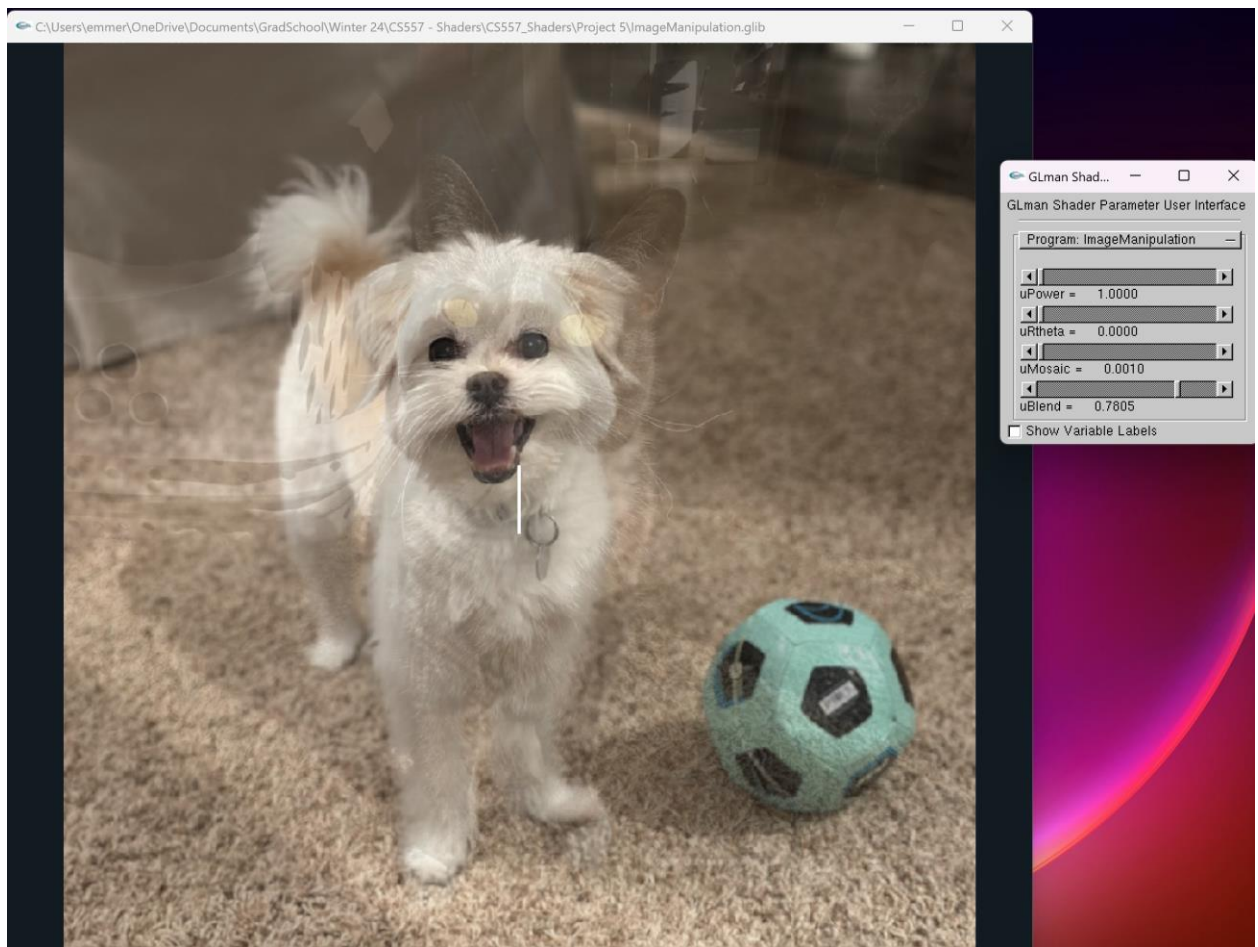 C:\Users\emmer\OneDrive\Documents\GradSchool\Winter 24\CS557 - Shaders\CS557_Shaders\Project 5\ImageManipulation.glib
GLman Shad...
GLman Shader Parameter User Interface
Program: ImageManipulation
uPower = 1.0000
uRtheta = 0.0000
uMosaic = 0.0010
uBlend = 0.7805
Show Variable Labels